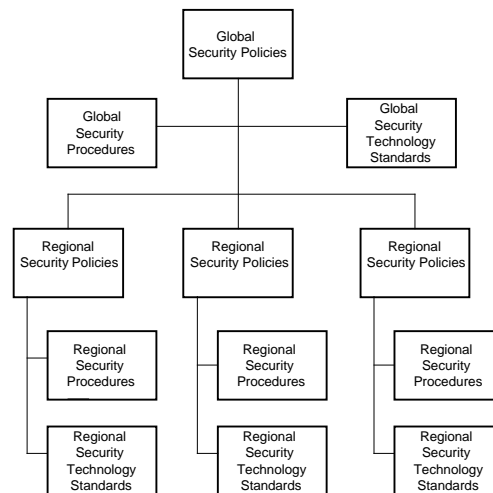 Global
Security Policies
Global
Security
Procedures
Global
Security
Technology
Standards
Regional
Security Policies
Regional
Security Policies
Regional
Security Policies
Regional
Security
Procedures
Regional
Security
Procedures
Regional
Security
Procedures
Regional
Security
Technology
Standards
Regional
Security
Technology
Standards
Regional
Security
Technology
Standards